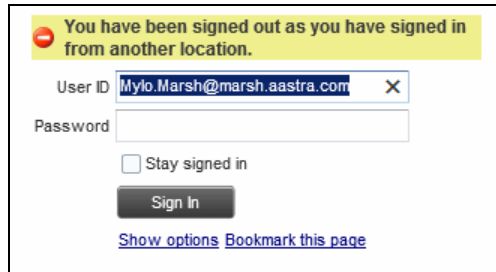 You have been signed out as you have signed in
from another location.
User ID Mylo.Marsh@marsh.aastra.com
Password
Stay signed in
Sign In
Show options Bookmark this page